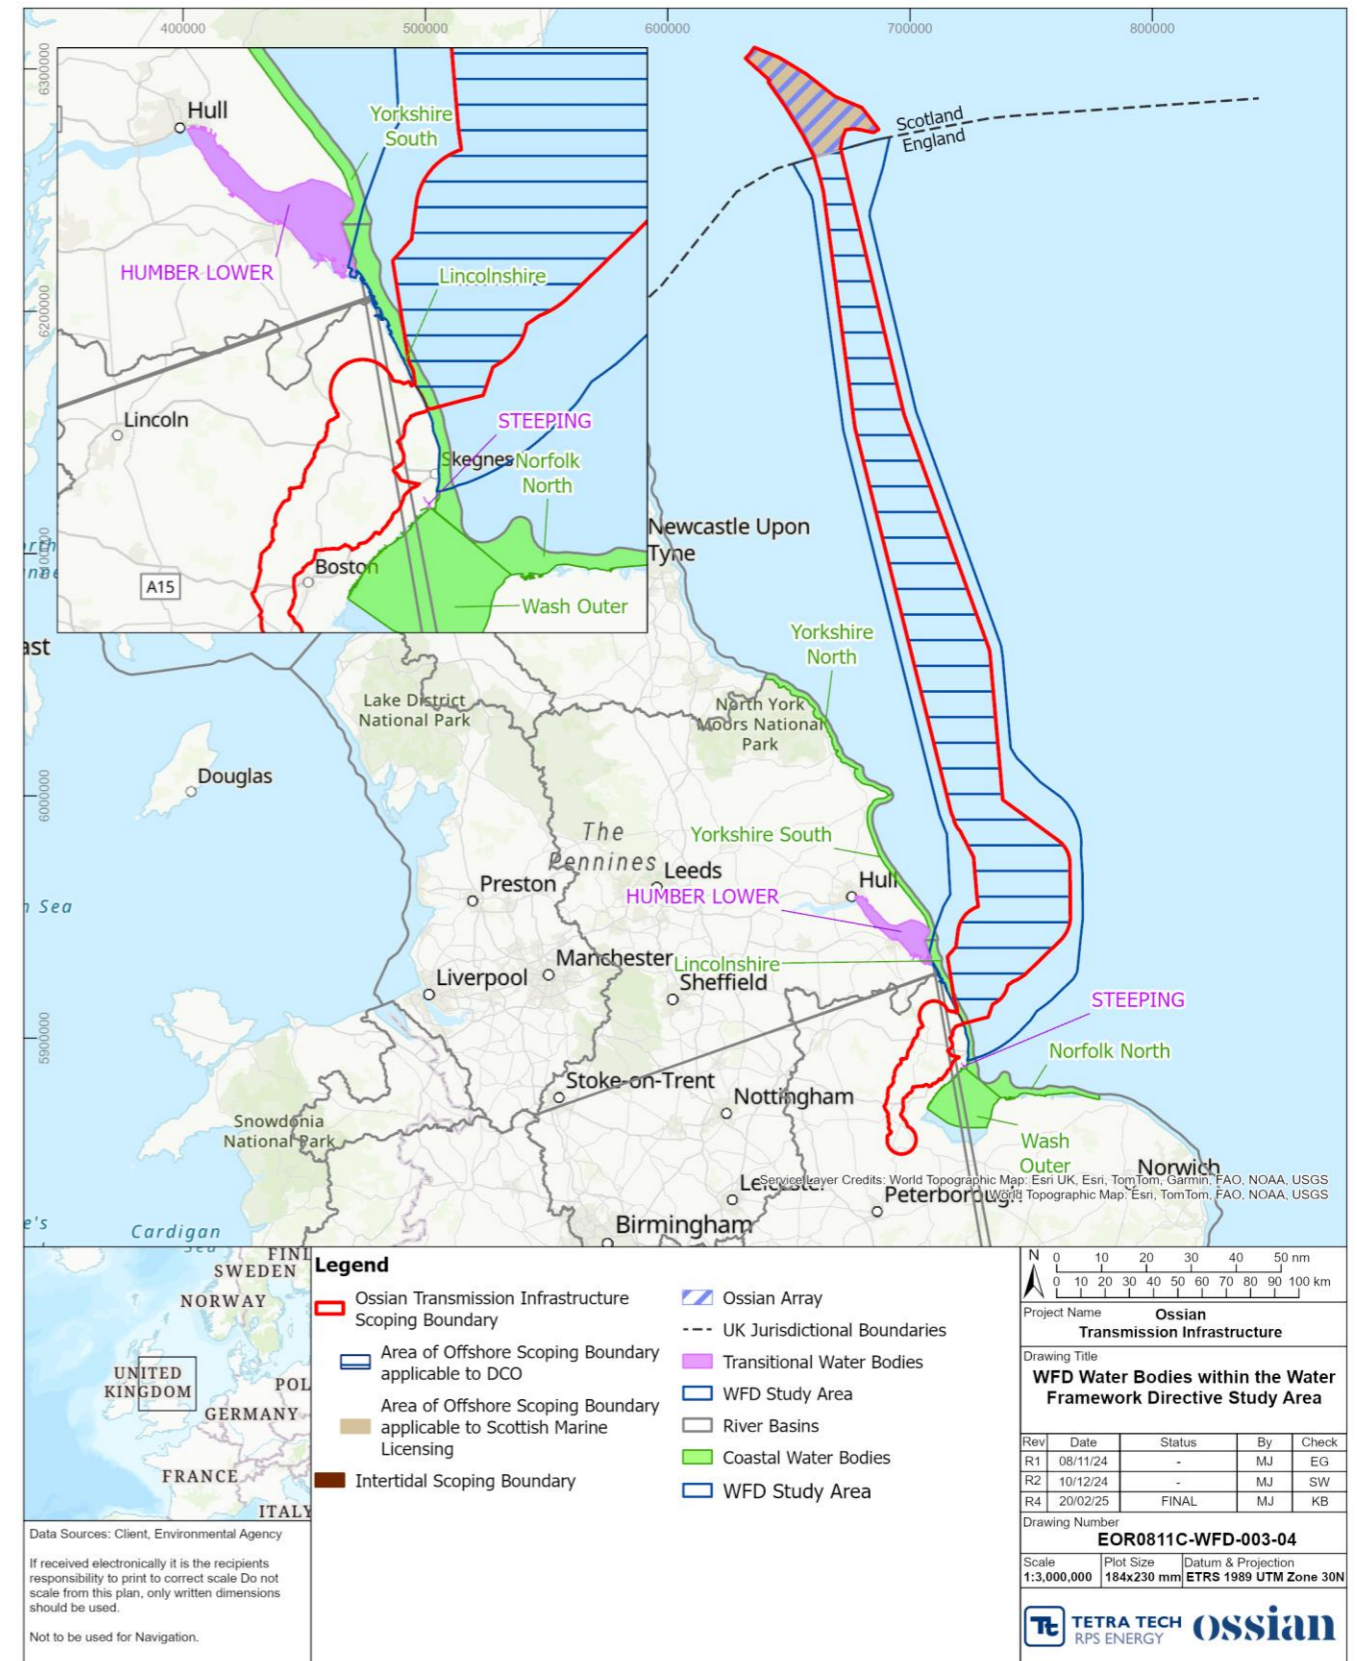 400000
500000
600000
700000
800000
6300000
6200000
6000000
5900000
Hull
Yorkshire
South
HUMBER LOWER
Lincolnshire
Lincoln
STEEPING
Skegnes
Norfolk
North
Boston
A15
Wash Outer
Scotland
England
Newcastle Upon
Tyne
Yorkshire
North
Lake District
National Park
North York
Moors National
Park
Douglas
The
Pennines
Yorkshire South
Leeds
Hull
Preston
HUMBER LOWER
Manchester
Lincolnshire
Liverpool
Sheffield
STEEPING
Norfolk North
Stoke-on-Trent
Nottingham
Snowdonia
National Park
Wash
Outer
Norwich
Service Layer Credits: World Topographic Map: Esri UK, Esri, TomTom, Garmin, FAO, NOAA, USGS
World Topographic Map: Esri, TomTom, FAO, NOAA, USGS
Peterborough
Cardigan
Birmingham
SWEDEN
NORWAY
UNITED
KINGDOM
GERMANY
FRANCE
ITALY
Data Sources: Client, Environmental Agency
If received electronically it is the recipients
responsibility to print to correct scale Do not
scale from this plan, only written dimensions
should be used.
Not to be used for Navigation.
Legend
Ossian Transmission Infrastructure
Scoping Boundary
Area of Offshore Scoping Boundary
applicable to DCO
Area of Offshore Scoping Boundary
applicable to Scottish Marine
Licensing
Intertidal Scoping Boundary
Ossian Array
UK Jurisdictional Boundaries
Transitional Water Bodies
WFD Study Area
River Basins
Coastal Water Bodies
WFD Study Area
N
0 10 20 30 40 50 nm
0 10 20 30 40 50 60 70 80 90 100 km
Project Name
Ossian
Transmission Infrastructure
Drawing Title
WFD Water Bodies within the Water
Framework Directive Study Area
Rev Date Status By Check
R1 08/11/24 - MJ EG
R2 10/12/24 - MJ SW
R4 20/02/25 FINAL MJ KB
Drawing Number
EOR0811C-WFD-003-04
Scale Plot Size Datum & Projection
1:3,000,000 184x230 mm ETRS 1989 UTM Zone 30N
Tt TETRA TECH
RPS ENERGY
ossian